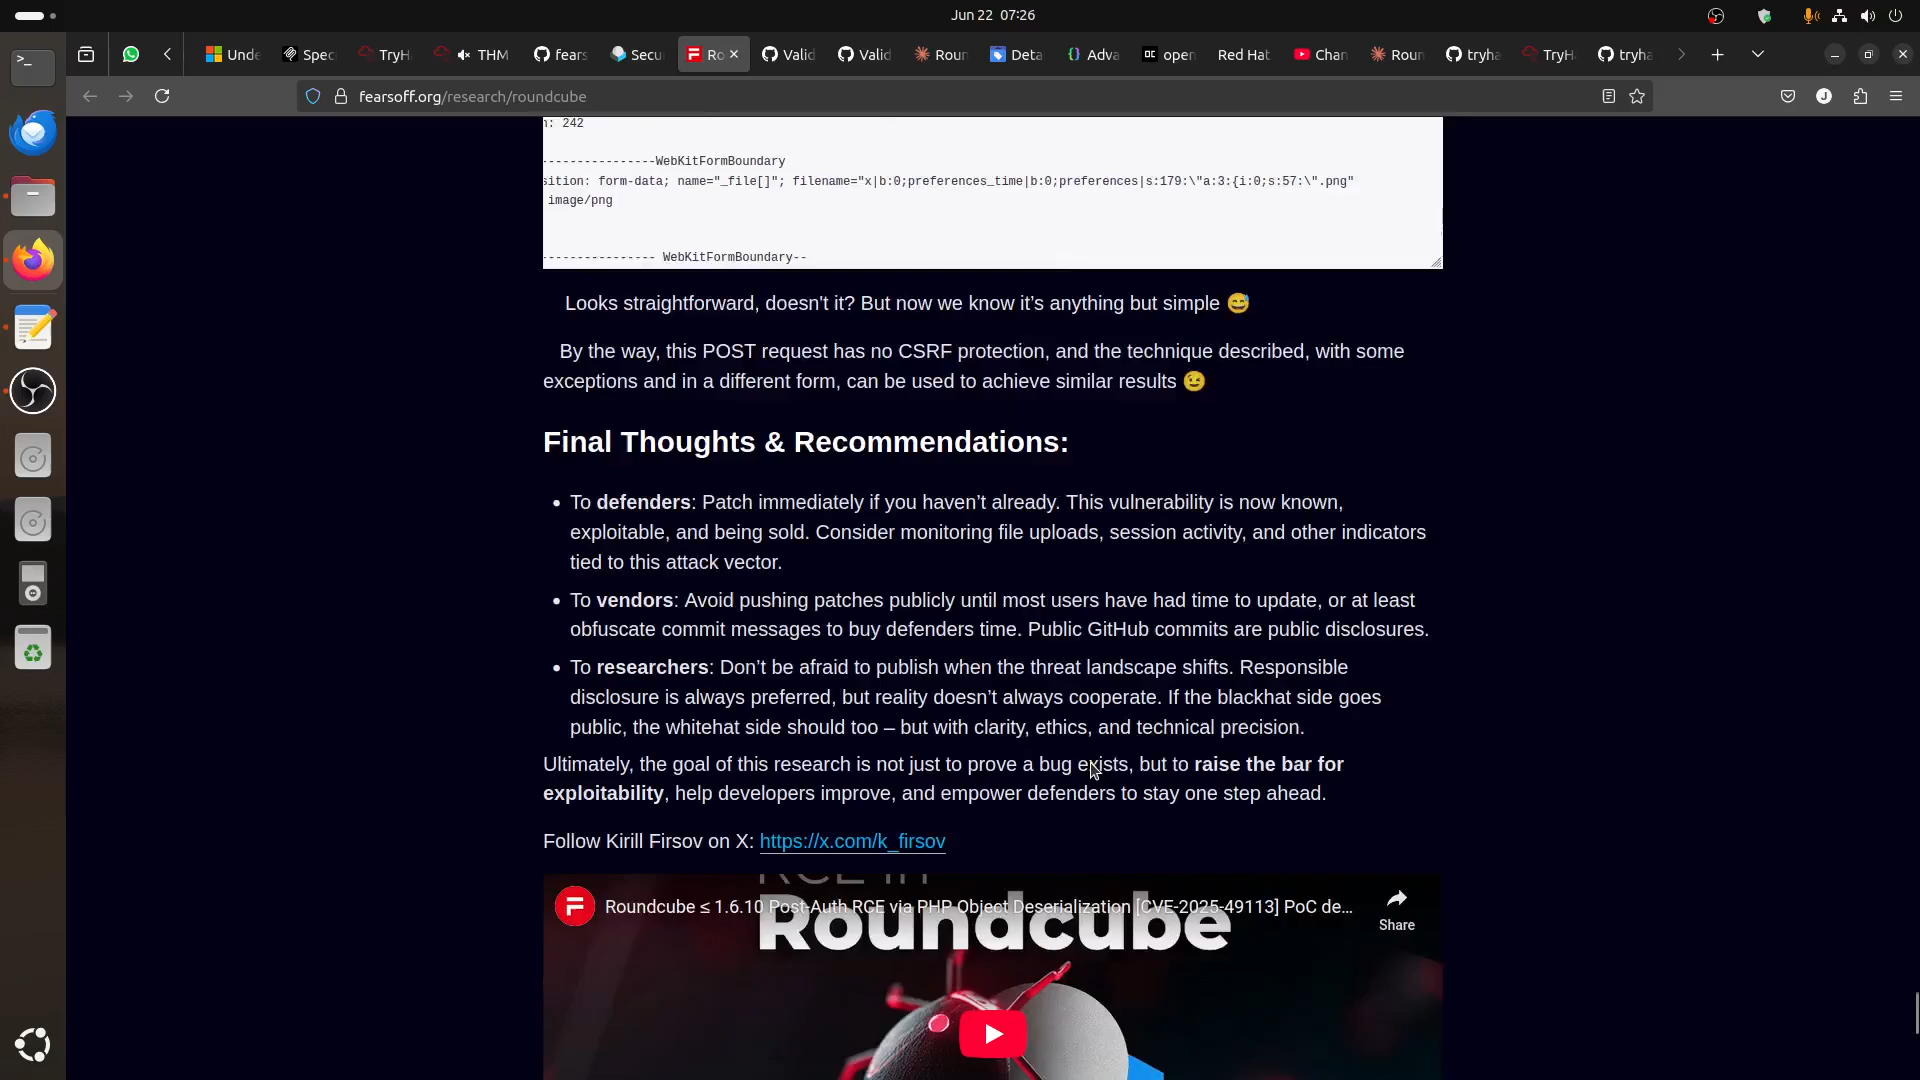 Jun 22 07:26
Unde
Spec
TryH
THM
fears
Secu
Ro
Valid
Valid
Roun
Deta
Adva
open
Red Hat
Chan
Roun
tryha
TryH
tryha
fearsoff.org/research/roundcube
n: 242
----------------WebKitFormBoundary
sition: form-data; name="_file[]"; filename="x|b:0;preferences_time|b:0;preferences|s:179:\"a:3:{i:0;s:57:\".png"
image/png
---------------- WebKitFormBoundary--
Looks straightforward, doesn't it? But now we know it’s anything but simple 😅
By the way, this POST request has no CSRF protection, and the technique described, with some
exceptions and in a different form, can be used to achieve similar results 😉
Final Thoughts & Recommendations:
• To defenders: Patch immediately if you haven’t already. This vulnerability is now known,
exploitable, and being sold. Consider monitoring file uploads, session activity, and other indicators
tied to this attack vector.
• To vendors: Avoid pushing patches publicly until most users have had time to update, or at least
obfuscate commit messages to buy defenders time. Public GitHub commits are public disclosures.
• To researchers: Don’t be afraid to publish when the threat landscape shifts. Responsible
disclosure is always preferred, but reality doesn’t always cooperate. If the blackhat side goes
public, the whitehat side should too – but with clarity, ethics, and technical precision.
Ultimately, the goal of this research is not just to prove a bug exists, but to raise the bar for
exploitability, help developers improve, and empower defenders to stay one step ahead.
Follow Kirill Firsov on X: https://x.com/k_firsov
RCE in
Roundcube ≤ 1.6.10 Post-Auth RCE via PHP Object Deserialization [CVE-2025-49113] PoC de...
Share
Roundcube